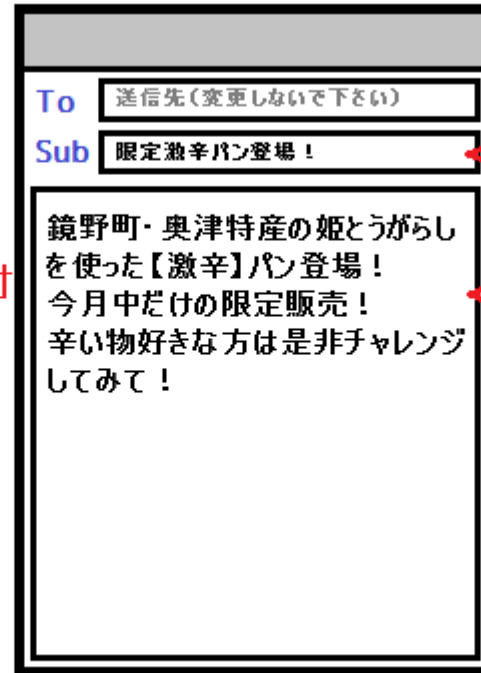 To 送信先(変更しないで下さい)
Sub 限定激辛パン登場！
鏡野町・奥津特産の姫とうがらし
を使った【激辛】パン登場！
今月中だけの限定販売！
辛い物好きな方は是非チャレンジ
してみて！